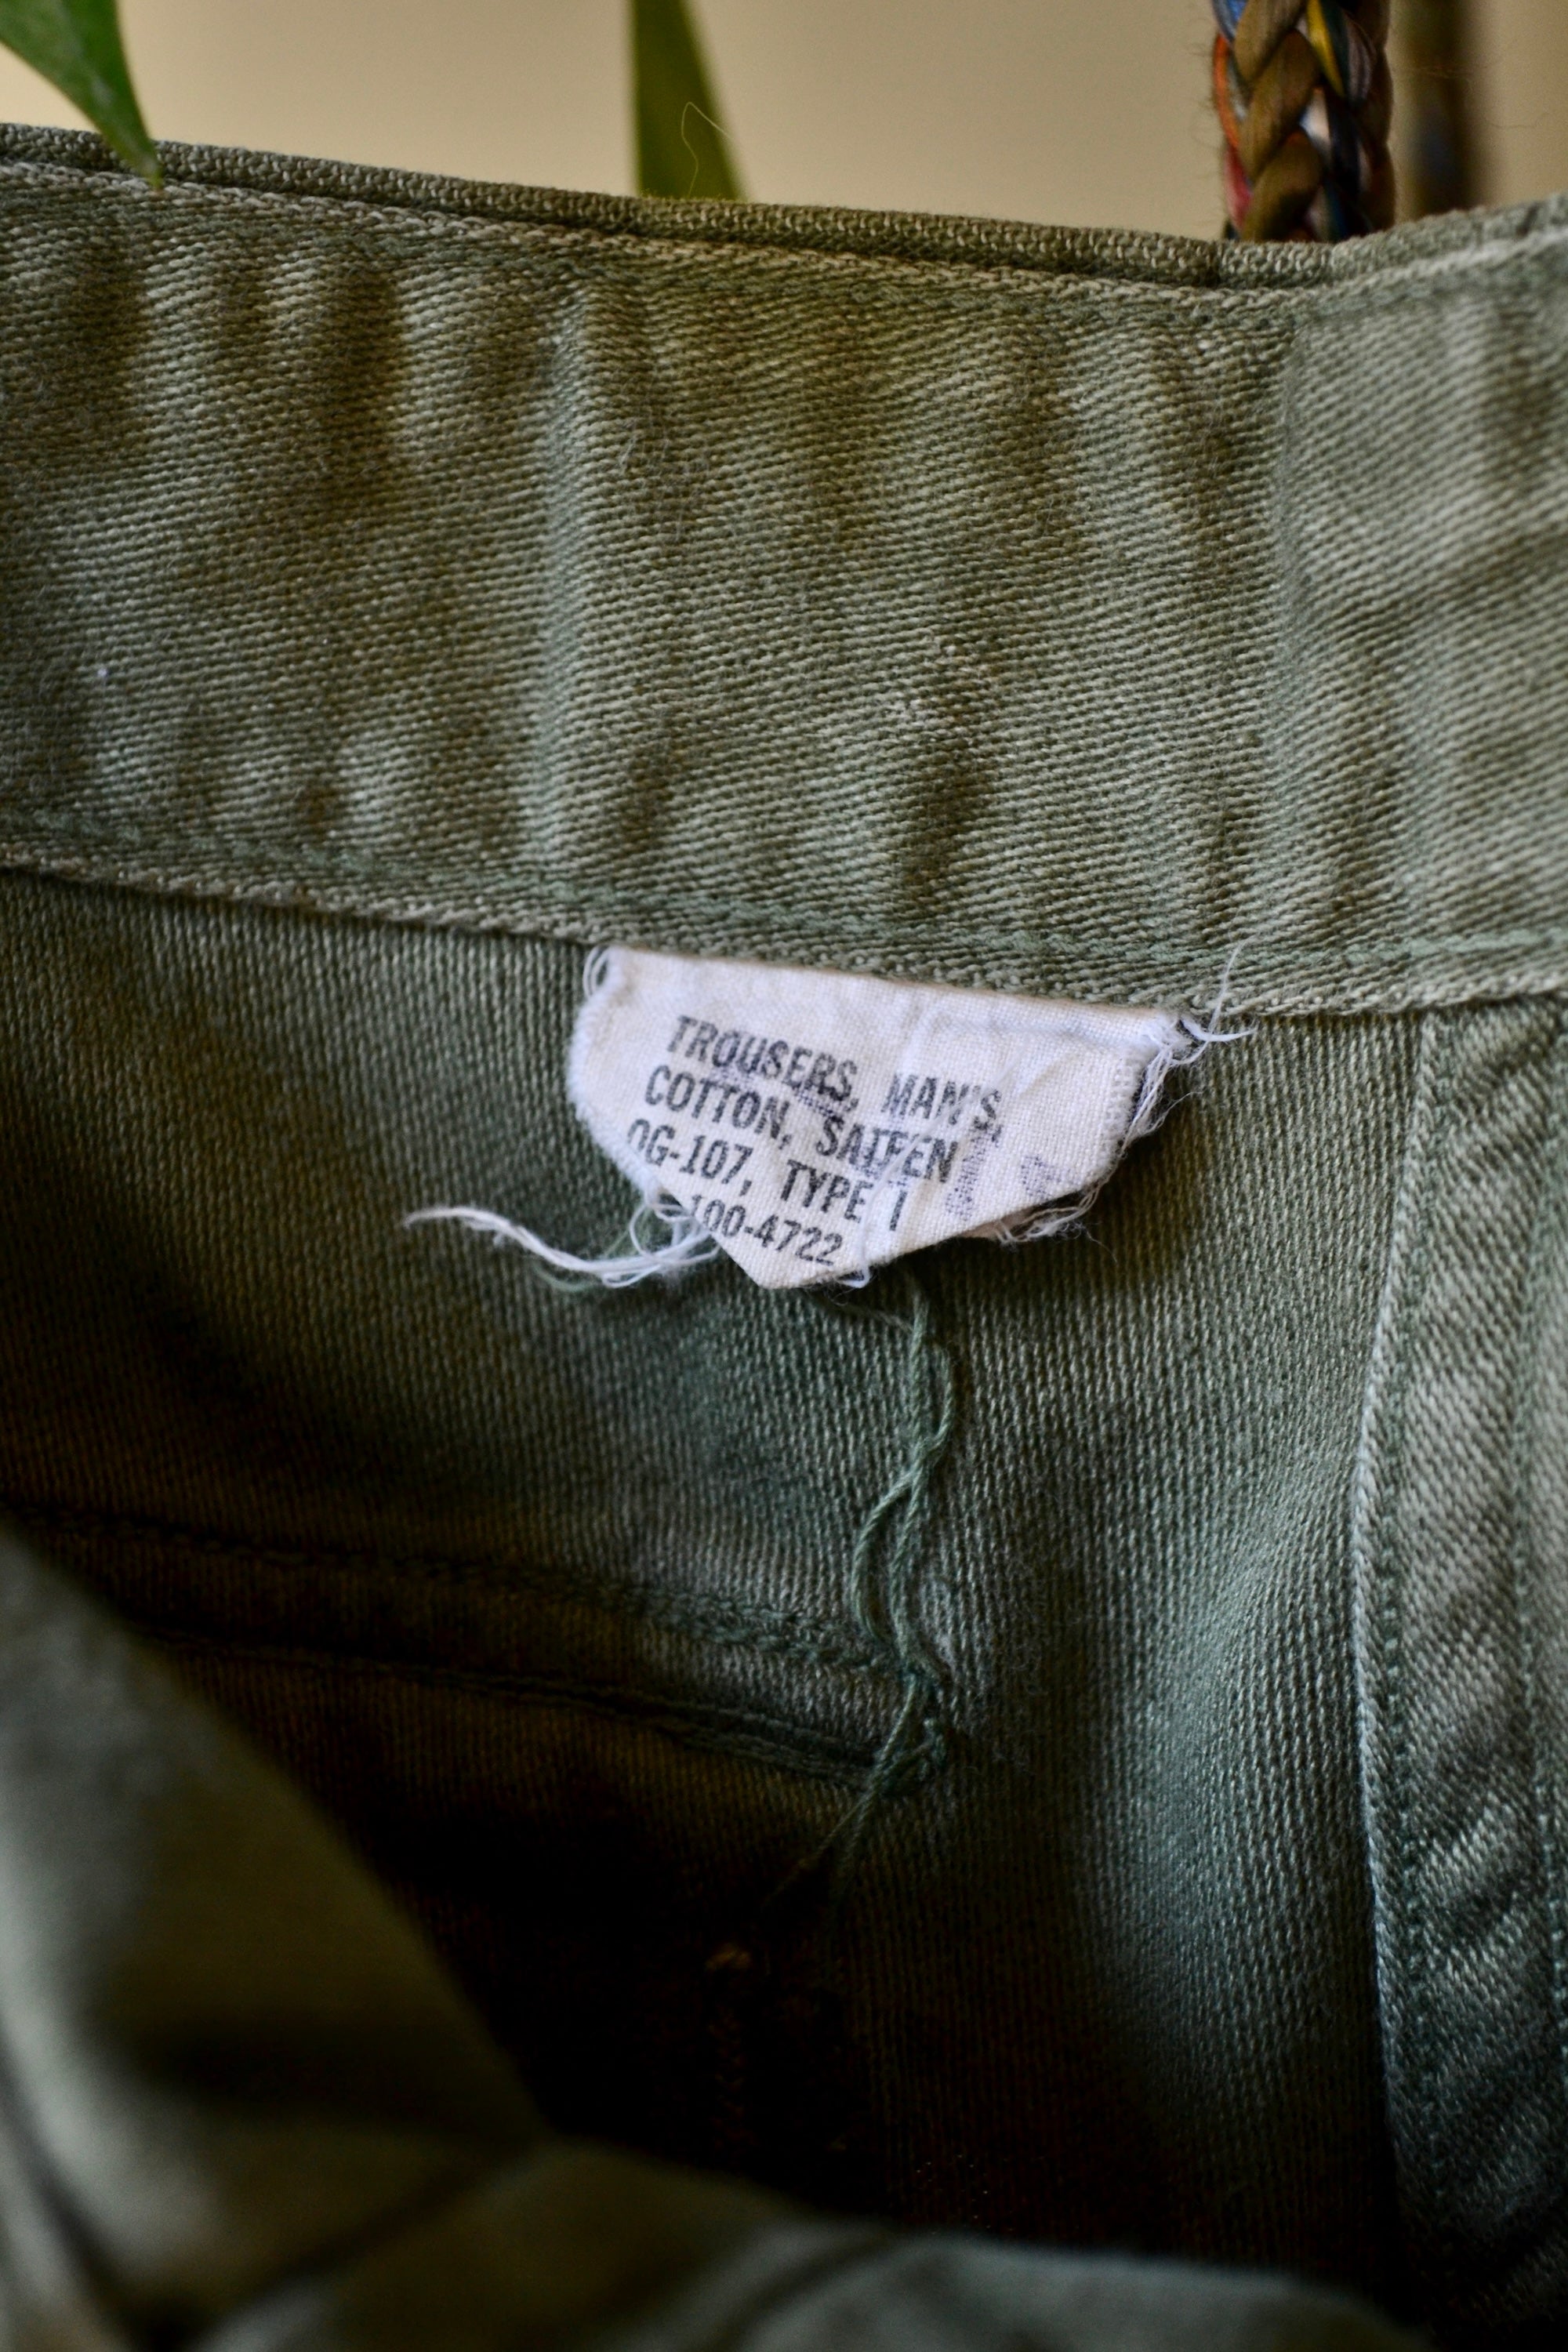 TROUSERS, MAN'S,
COTTON, SATEEN
OG-107, TYPE I
100-4722